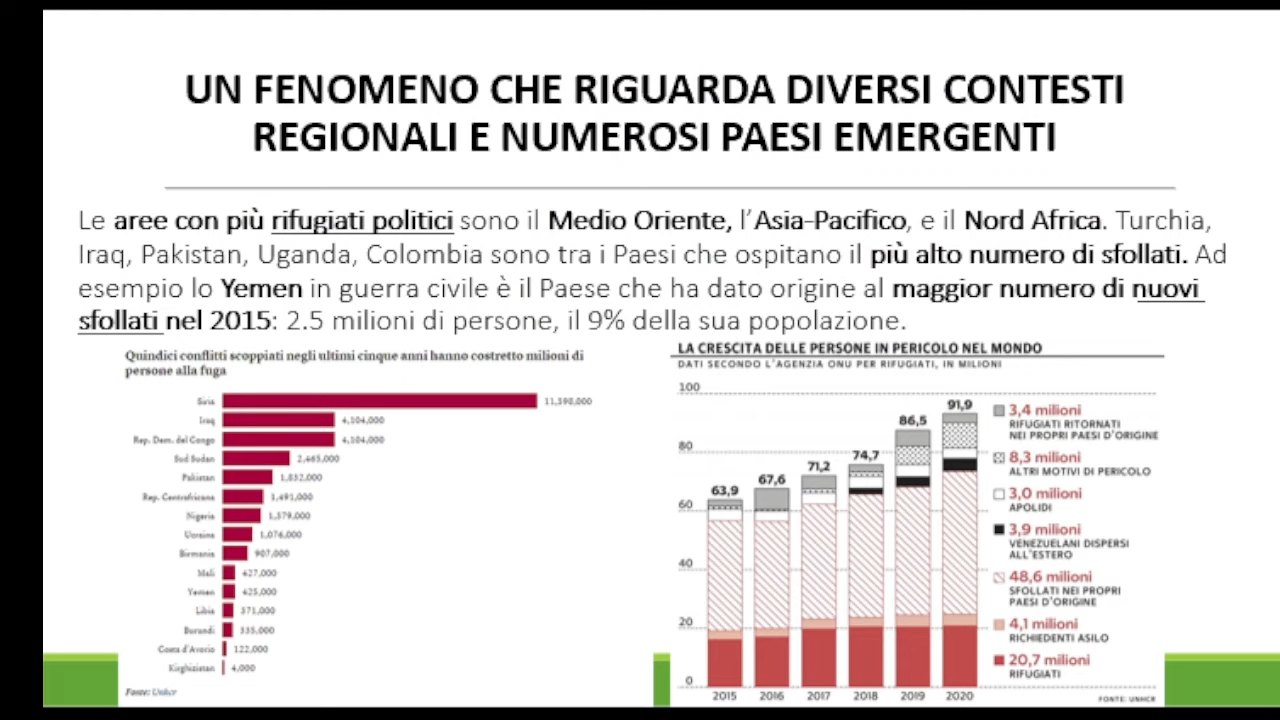 UN FENOMENO CHE RIGUARDA DIVERSI CONTESTI
REGIONALI E NUMEROSI PAESI EMERGENTI
Le aree con più rifugiati politici sono il Medio Oriente, l'Asia-Pacifico, e il Nord Africa. Turchia,
Iraq, Pakistan, Uganda, Colombia sono tra i Paesi che ospitano il più alto numero di sfollati. Ad
esempio lo Yemen in guerra civile è il Paese che ha dato origine al maggior numero di nuovi
sfollati nel 2015: 2.5 milioni di persone, il 9% della sua popolazione.
Quindici conflitti scoppiati negli ultimi cinque anni hanno costretto milioni di
persone alla fuga
Siria 11,598,000
Iraq 4,104,000
Rep. Dem. del Congo 4,104,000
Sud Sudan 2,465,000
Pakistan 1,832,000
Rep. Centrafricana 1,491,000
Nigeria 1,379,000
Ucraina 1,076,000
Birmania 907,000
Mali 427,000
Yemen 425,000
Libia 371,000
Burundi 335,000
Costa d'Avorio 122,000
Kirghizistan 4,000
Fonte: Unhcr
LA CRESCITA DELLE PERSONE IN PERICOLO NEL MONDO
DATI SECONDO L'AGENZIA ONU PER RIFUGIATI, IN MILIONI
100
80
60
40
20
0
63,9
67,6
71,2
74,7
86,5
91,9
2015 2016 2017 2018 2019 2020
3,4 milioni
RIFUGIATI RITORNATI
NEI PROPRI PAESI D'ORIGINE
8,3 milioni
ALTRI MOTIVI DI PERICOLO
3,0 milioni
APOLIDI
3,9 milioni
VENEZUELANI DISPERSI
ALL'ESTERO
48,6 milioni
SFOLLATI NEI PROPRI
PAESI D'ORIGINE
4,1 milioni
RICHIEDENTI ASILO
20,7 milioni
RIFUGIATI
FONTE: UNHCR